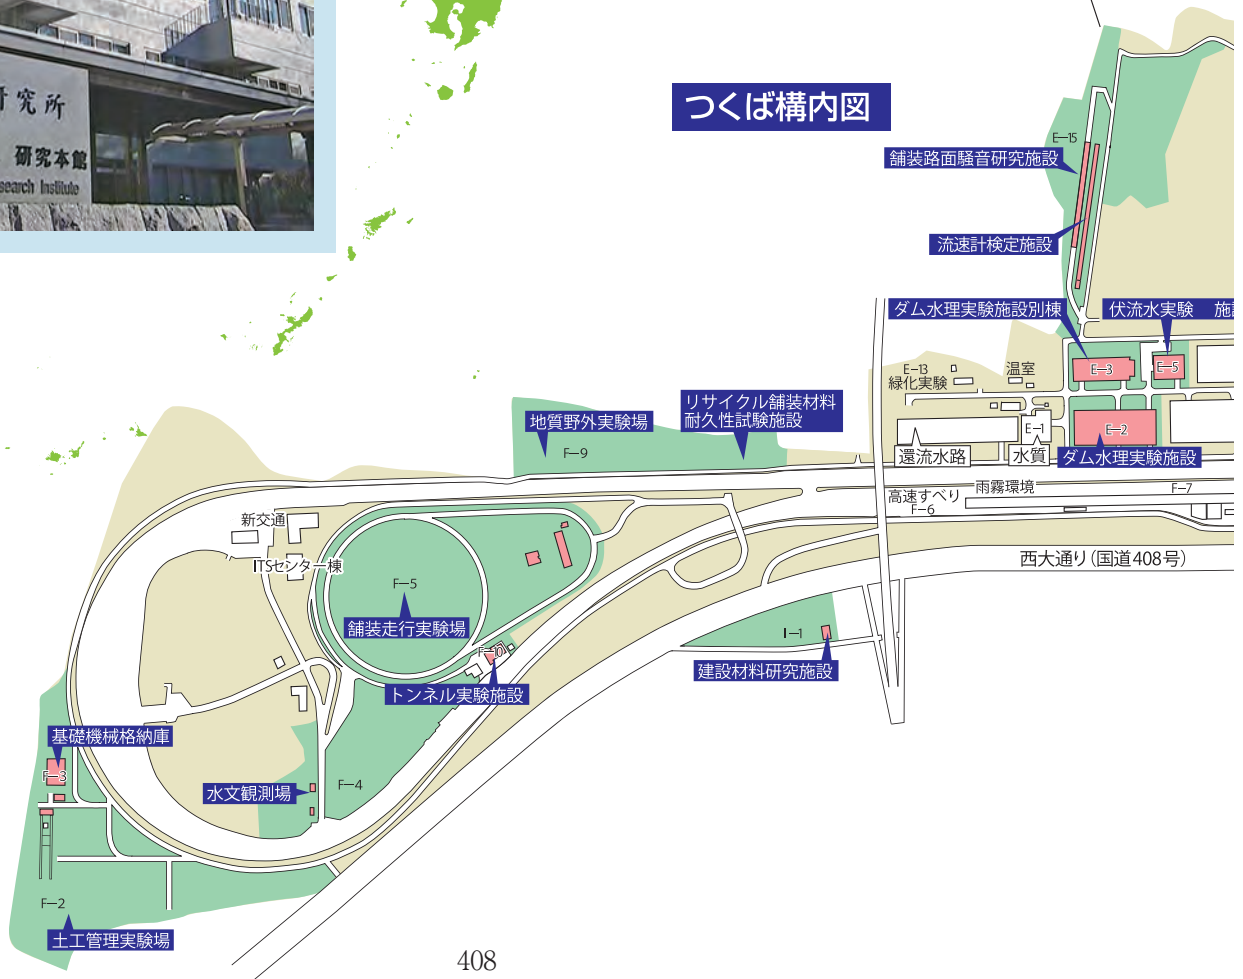 究所
研究本館
search Institute
つくば構内図
E-15
舗装路面騒音研究施設
流速計検定施設
ダム水理実験施設別棟
伏流水実験 施設
E-13
緑化実験
温室
E-3
E-5
リサイクル舗装材料
耐久性試験施設
地質野外実験場
F-9
E-1
E-2
還流水路
水質
ダム水理実験施設
雨霧環境
高速すべり
F-6
F-7
新交通
ITSセンター棟
西大通り(国道408号)
F-5
舗装走行実験場
I-1
建設材料研究施設
F-10
トンネル実験施設
基礎機械格納庫
F-3
水文観測場
F-4
F-2
土工管理実験場
408